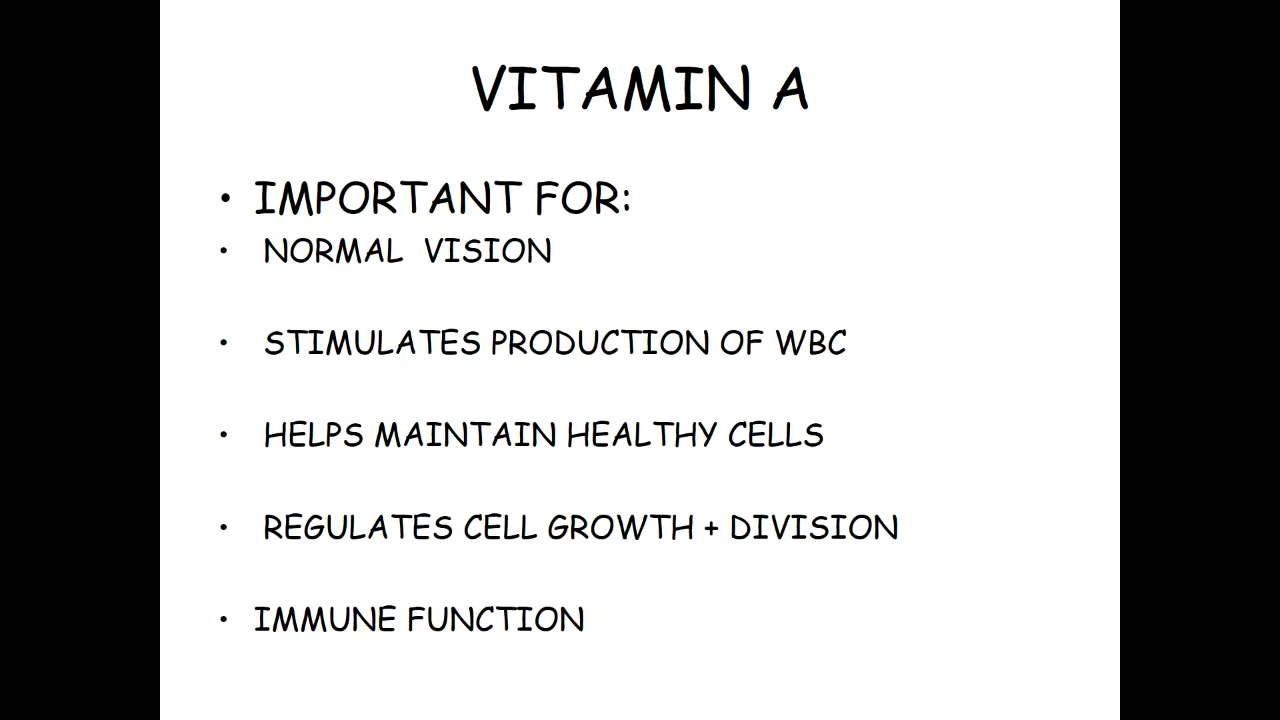 VITAMIN A
• IMPORTANT FOR:
• NORMAL VISION
• STIMULATES PRODUCTION OF WBC
• HELPS MAINTAIN HEALTHY CELLS
• REGULATES CELL GROWTH + DIVISION
• IMMUNE FUNCTION